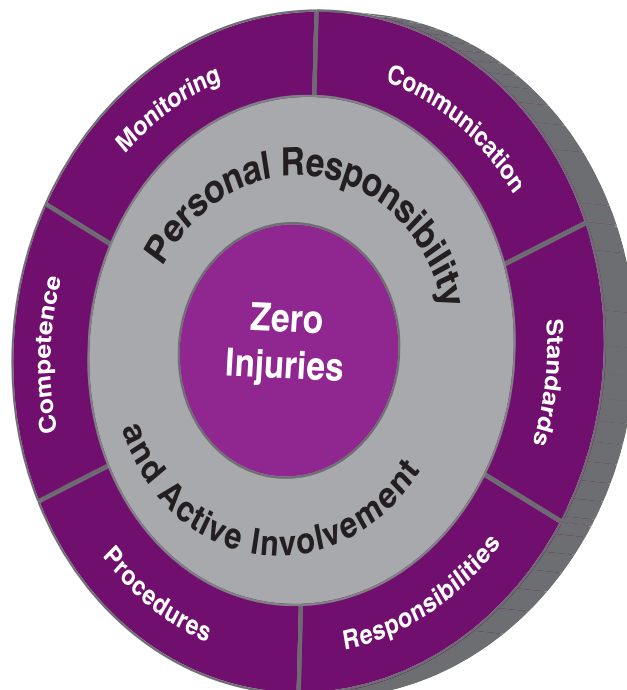 Monitoring
Communication
Personal Responsibility
Zero
Injuries
Competence
Standards
and Active Involvement
Procedures
Responsibilities